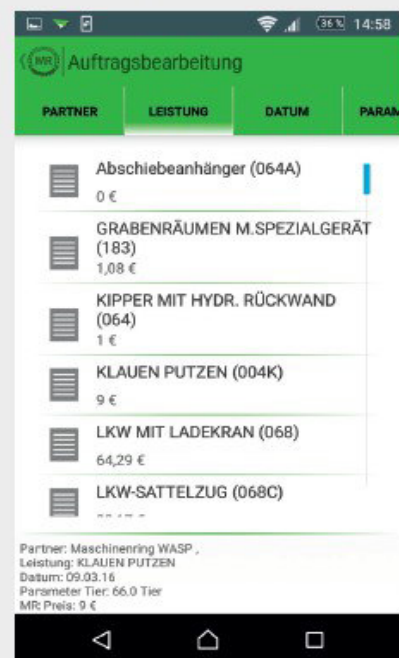 36% 14:58
MR Auftragsbearbeitung
PARTNER LEISTUNG DATUM PARAM
Abschiebeanhänger (064A)
0 €
GRABENRÄUMEN M.SPEZIALGERÄT
(183)
1,08 €
KIPPER MIT HYDR. RÜCKWAND
(064)
1 €
KLAUEN PUTZEN (004K)
9 €
LKW MIT LADEKRAN (068)
64,29 €
LKW-SATTELZUG (068C)
Partner: Maschinenring WASP ,
Leistung: KLAUEN PUTZEN
Datum: 09.03.16
Parameter Tier: 66.0 Tier
MR Preis: 9 €